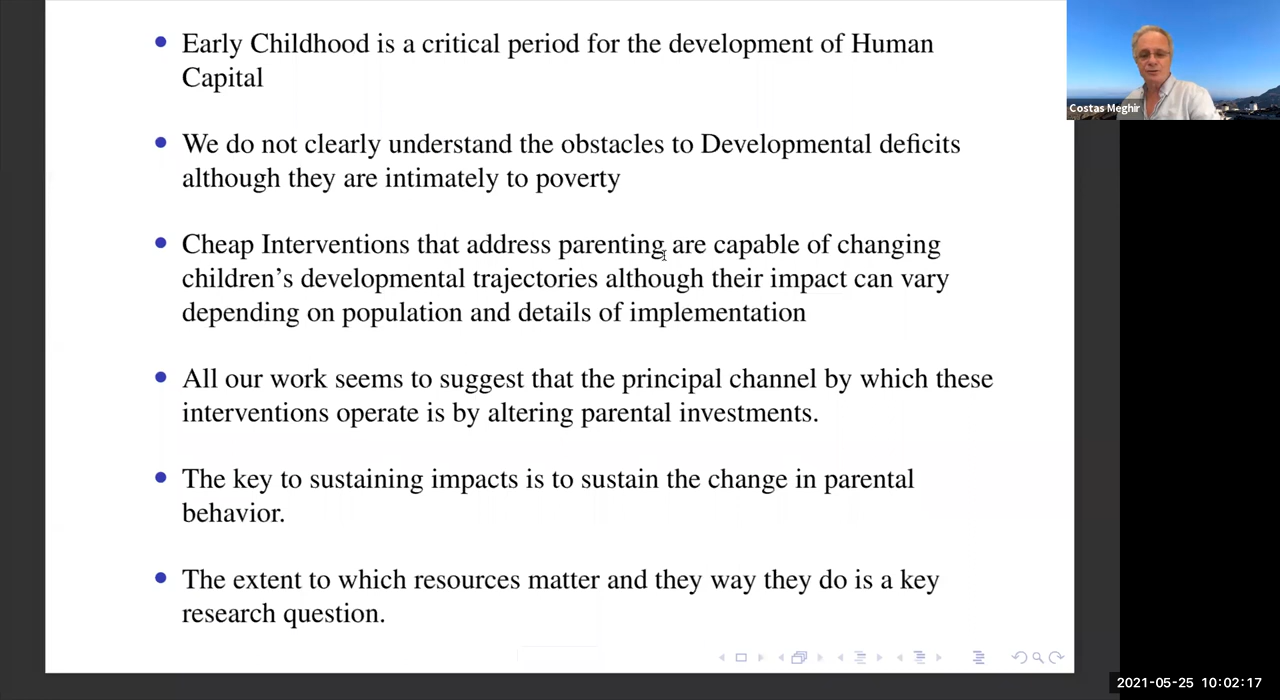 Early Childhood is a critical period for the development of Human
Capital
We do not clearly understand the obstacles to Developmental deficits
although they are intimately to poverty
Cheap Interventions that address parenting are capable of changing
children's developmental trajectories although their impact can vary
depending on population and details of implementation
All our work seems to suggest that the principal channel by which these
interventions operate is by altering parental investments.
The key to sustaining impacts is to sustain the change in parental
behavior.
The extent to which resources matter and they way they do is a key
research question.
Costas Meghir
2021-05-25 10:02:17